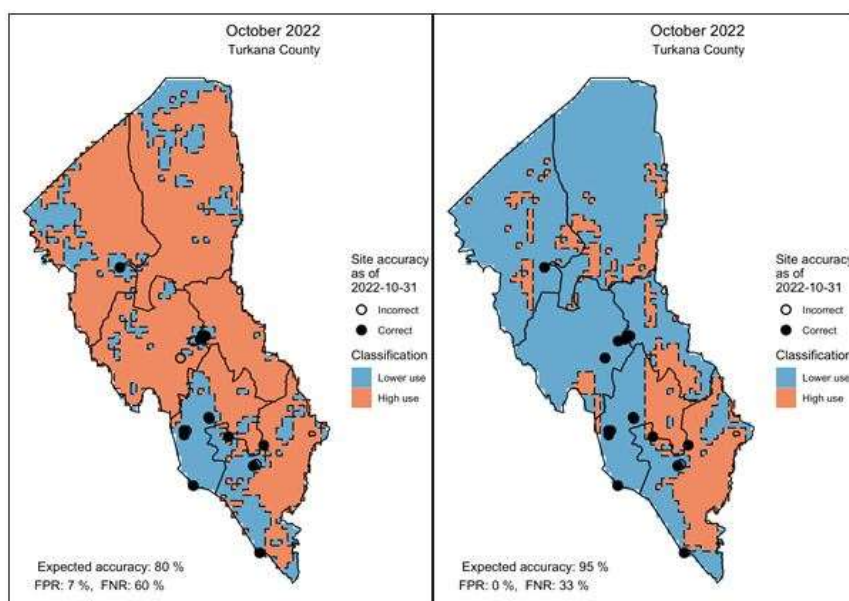 October 2022
Turkana County
Site accuracy
as of
2022-10-31
Incorrect
Correct
Classification
Lower use
High use
Expected accuracy: 80 %
FPR: 7 %, FNR: 60 %
October 2022
Turkana County
Site accuracy
as of
2022-10-31
Incorrect
Correct
Classification
Lower use
High use
Expected accuracy: 95 %
FPR: 0 %, FNR: 33 %